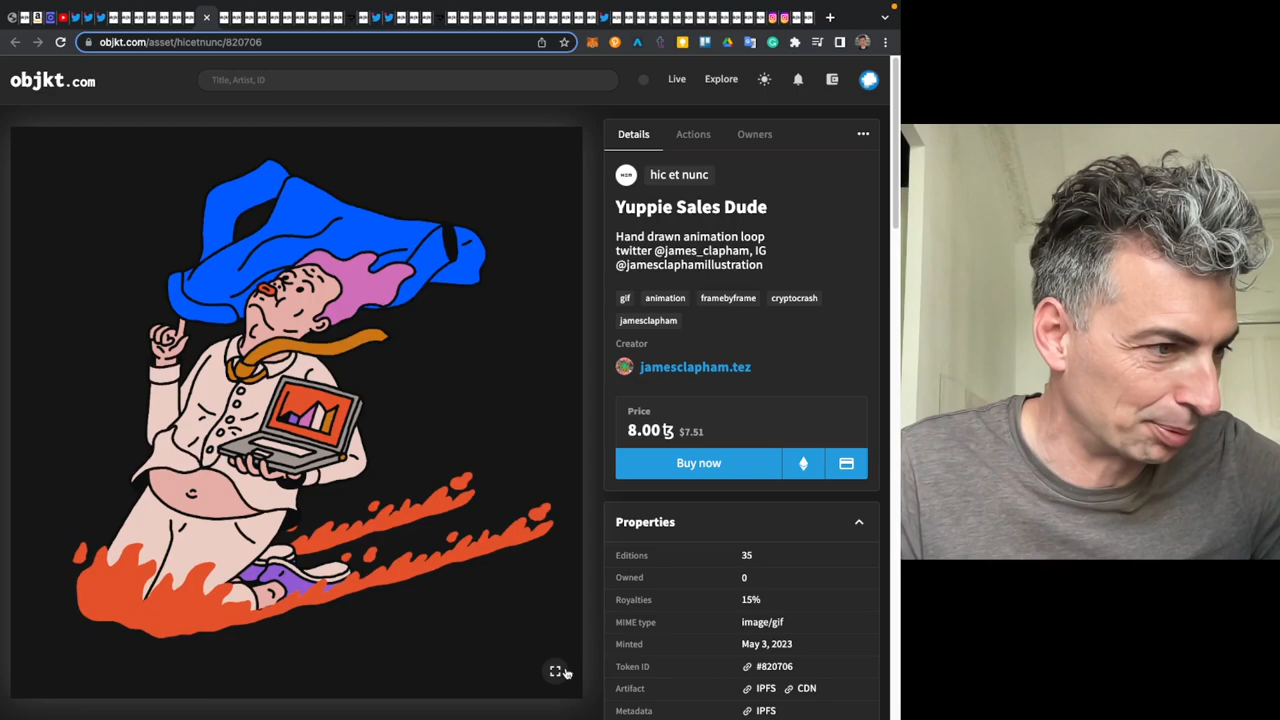 objkt.com/asset/hicetnunc/820706
objkt.com
Title, Artist, ID
Live
Explore
Details
Actions
Owners
hic et nunc
Yuppie Sales Dude
Hand drawn animation loop
twitter @james_clapham, IG
@jamesclaphamillustration
gif
animation
framebyframe
cryptocrash
jamesclapham
Creator
jamesclapham.tez
Price
8.00ꜩ $7.51
Buy now
Properties
Editions 35
Owned 0
Royalties 15%
MIME type image/gif
Minted May 3, 2023
Token ID #820706
Artifact IPFS CDN
Metadata IPFS